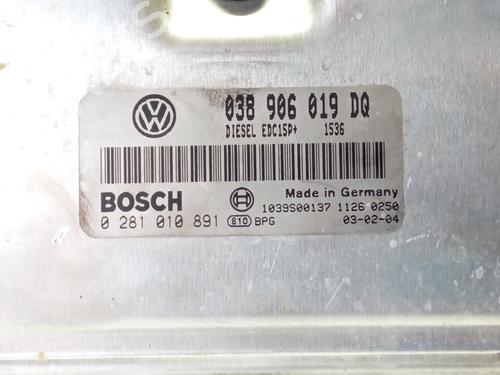 038 906 019 DQ
DIESEL EDC15P+ 1536
BOSCH
Made in Germany
0 281 010 891 810 BPG
1039S00137 1126 0250
03-02-04